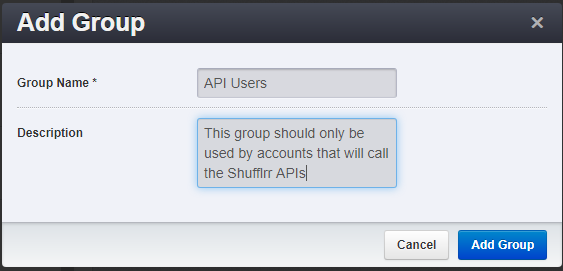 Add Group
Group Name *
API Users
Description
This group should only be
used by accounts that will call
the Shufflrr APIs
Cancel
Add Group